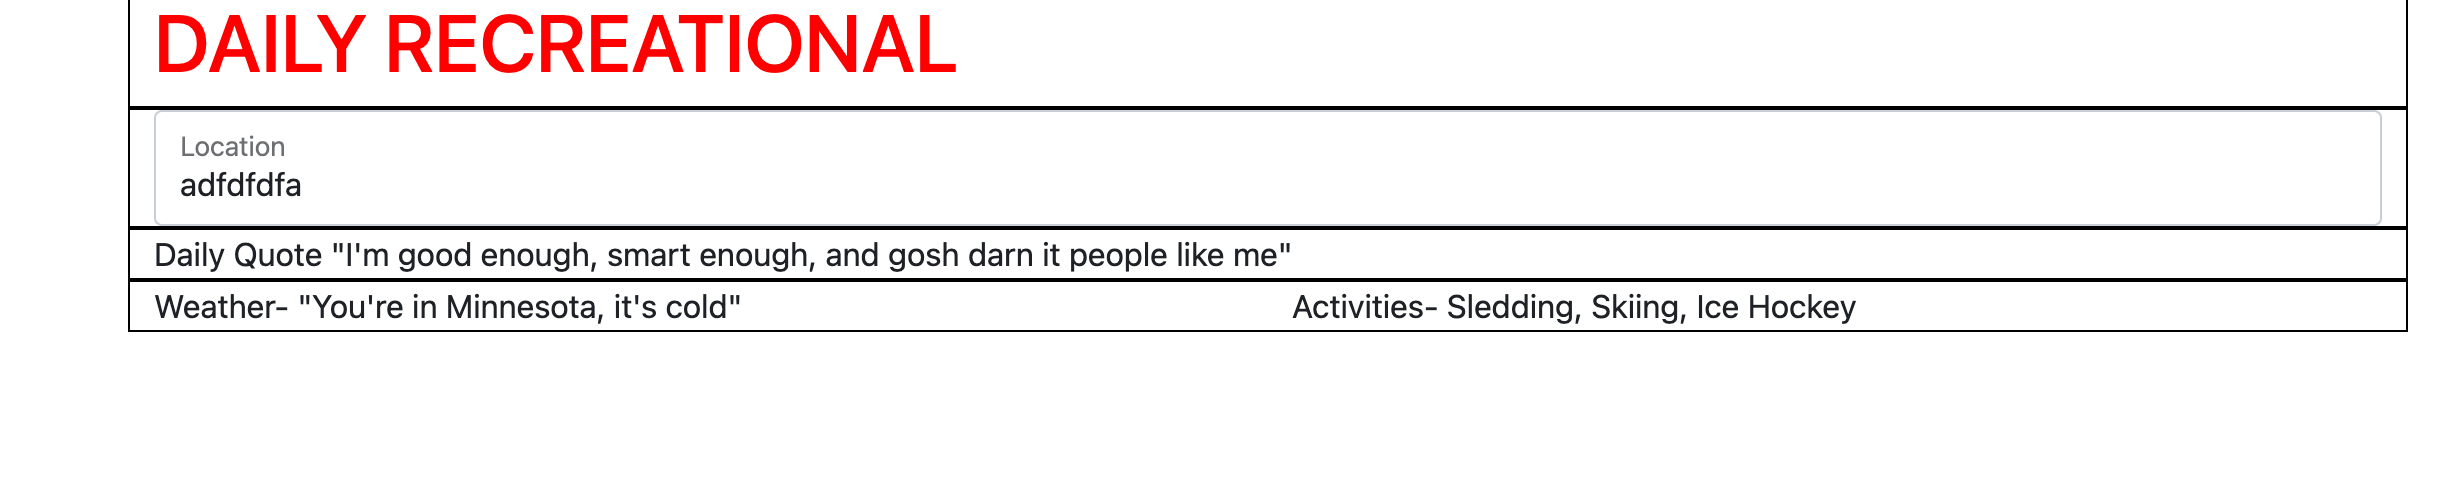 DAILY RECREATIONAL
Location
adfdfdfa
Daily Quote "I'm good enough, smart enough, and gosh darn it people like me"
Weather- "You're in Minnesota, it's cold"
Activities- Sledding, Skiing, Ice Hockey